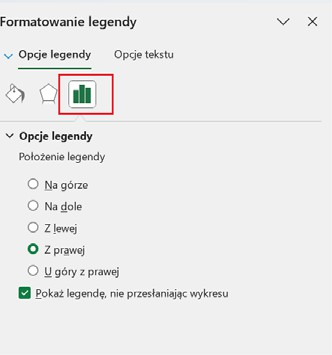 Formatowanie legendy
Opcje legendy Opcje tekstu
Opcje legendy
Położenie legendy
Na górze
Na dole
Z lewej
Z prawej
U góry z prawej
Pokaż legendę, nie przesłaniając wykresu